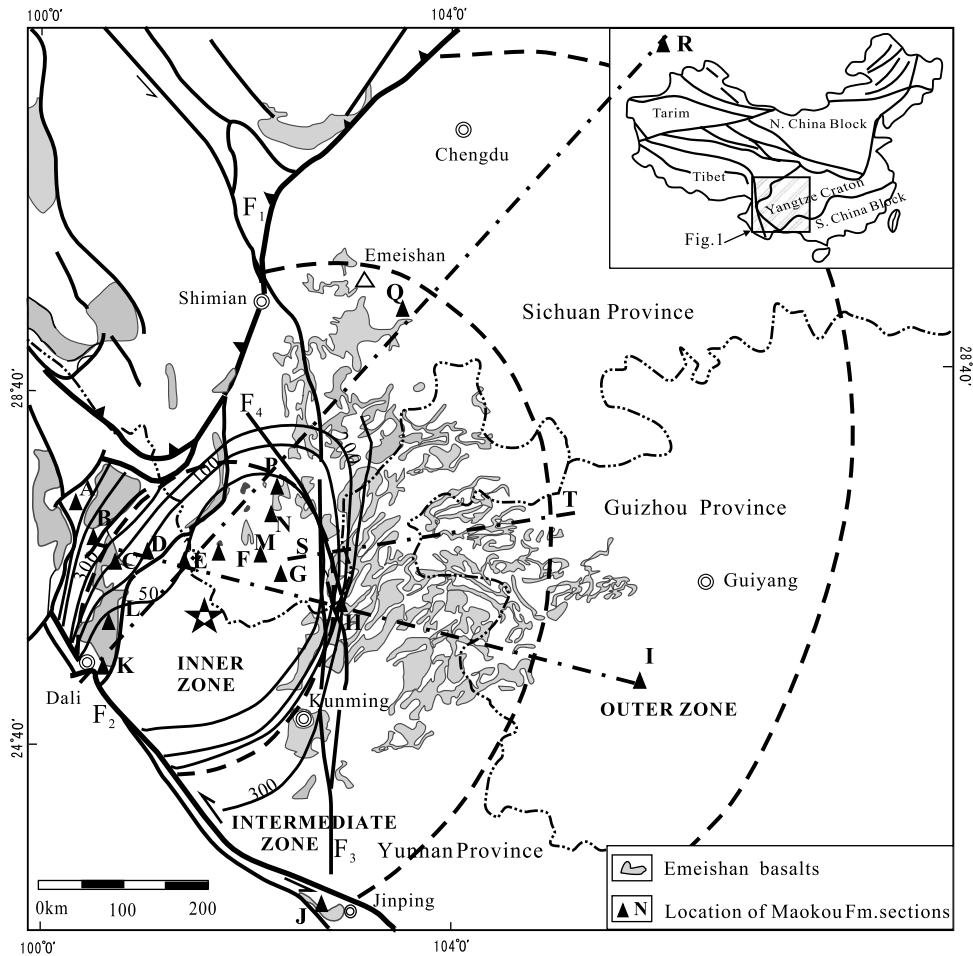 100°0′
104°0′
R
Tarim
N. China Block
Chengdu
Tibet
Yangtze Craton
S. China Block
F1
Fig.1
Emeishan
Shimian
Q
Sichuan Province
28°40′
28°40′
F4
100
160
P
A
T
Guizhou Province
B
N
D
S
M
C
E
F
300
G
Guiyang
50
L
H
INNER
ZONE
I
K
Dali
Kunming
OUTER ZONE
F2
24°40′
300
INTERMEDIATE
ZONE
F3
Yunnan Province
Emeishan basalts
Jinping
0km
100
200
J
N
Location of Maokou Fm. sections
100°0′
104°0′